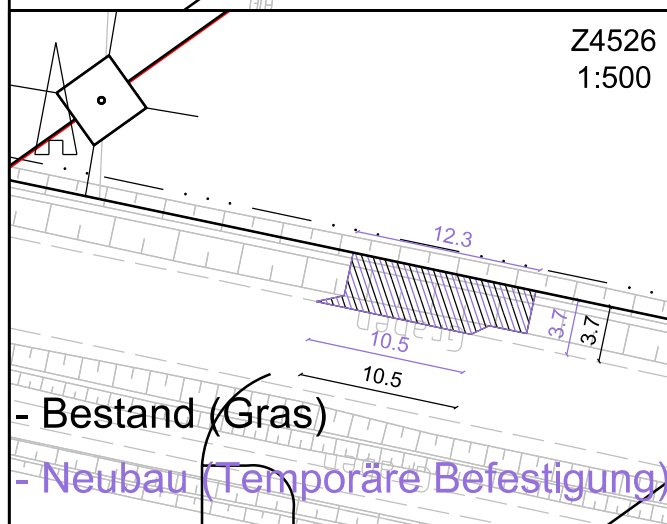 Z4526
1:500
12.3
10.5
3.7
3.7
10.5
- Bestand (Gras)
- Neubau (Temporäre Befestigung)